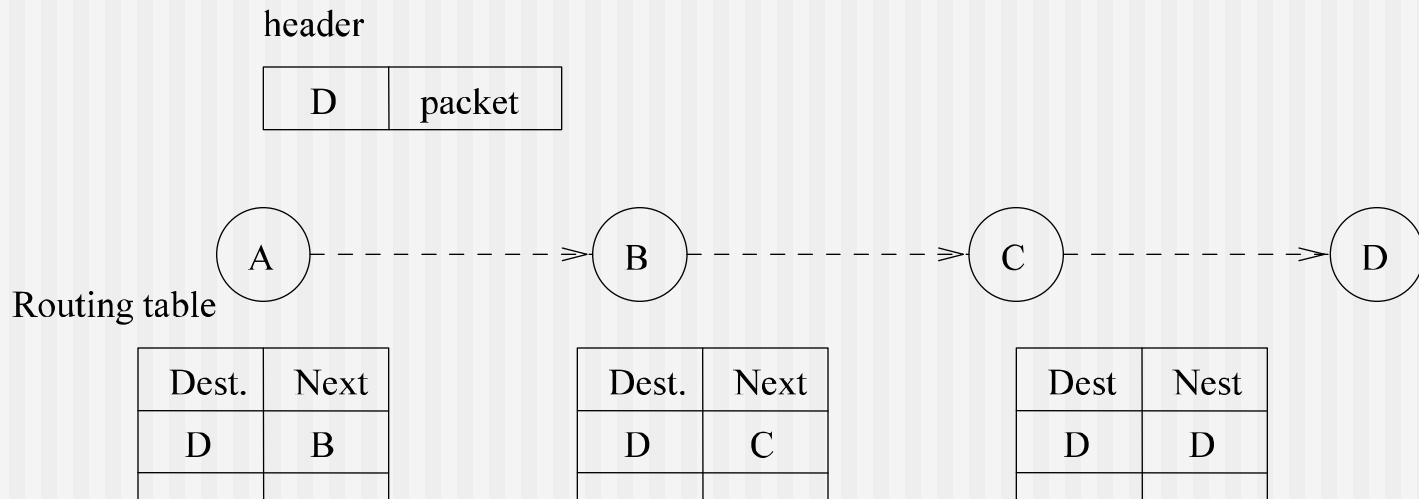 header
D packet
A B C D
Routing table
Dest. Next Dest. Next Dest Nest
D B D C D D